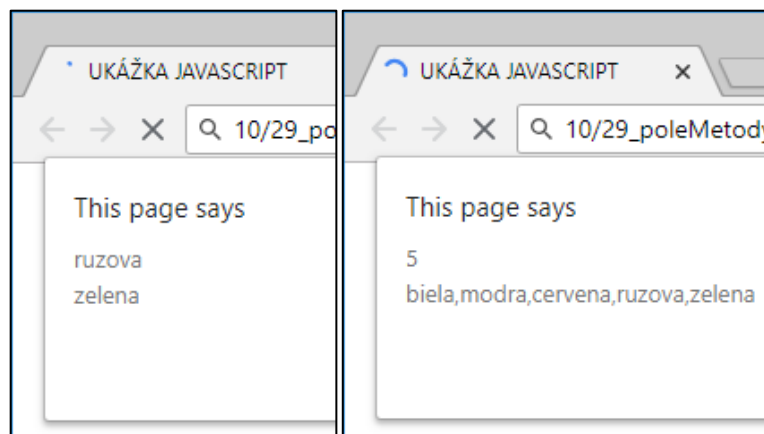 UKÁŽKA JAVASCRIPT
10/29_po
This page says
ruzova
zelena
UKÁŽKA JAVASCRIPT
10/29_poleMetody
This page says
5
biela,modra,cervena,ruzova,zelena